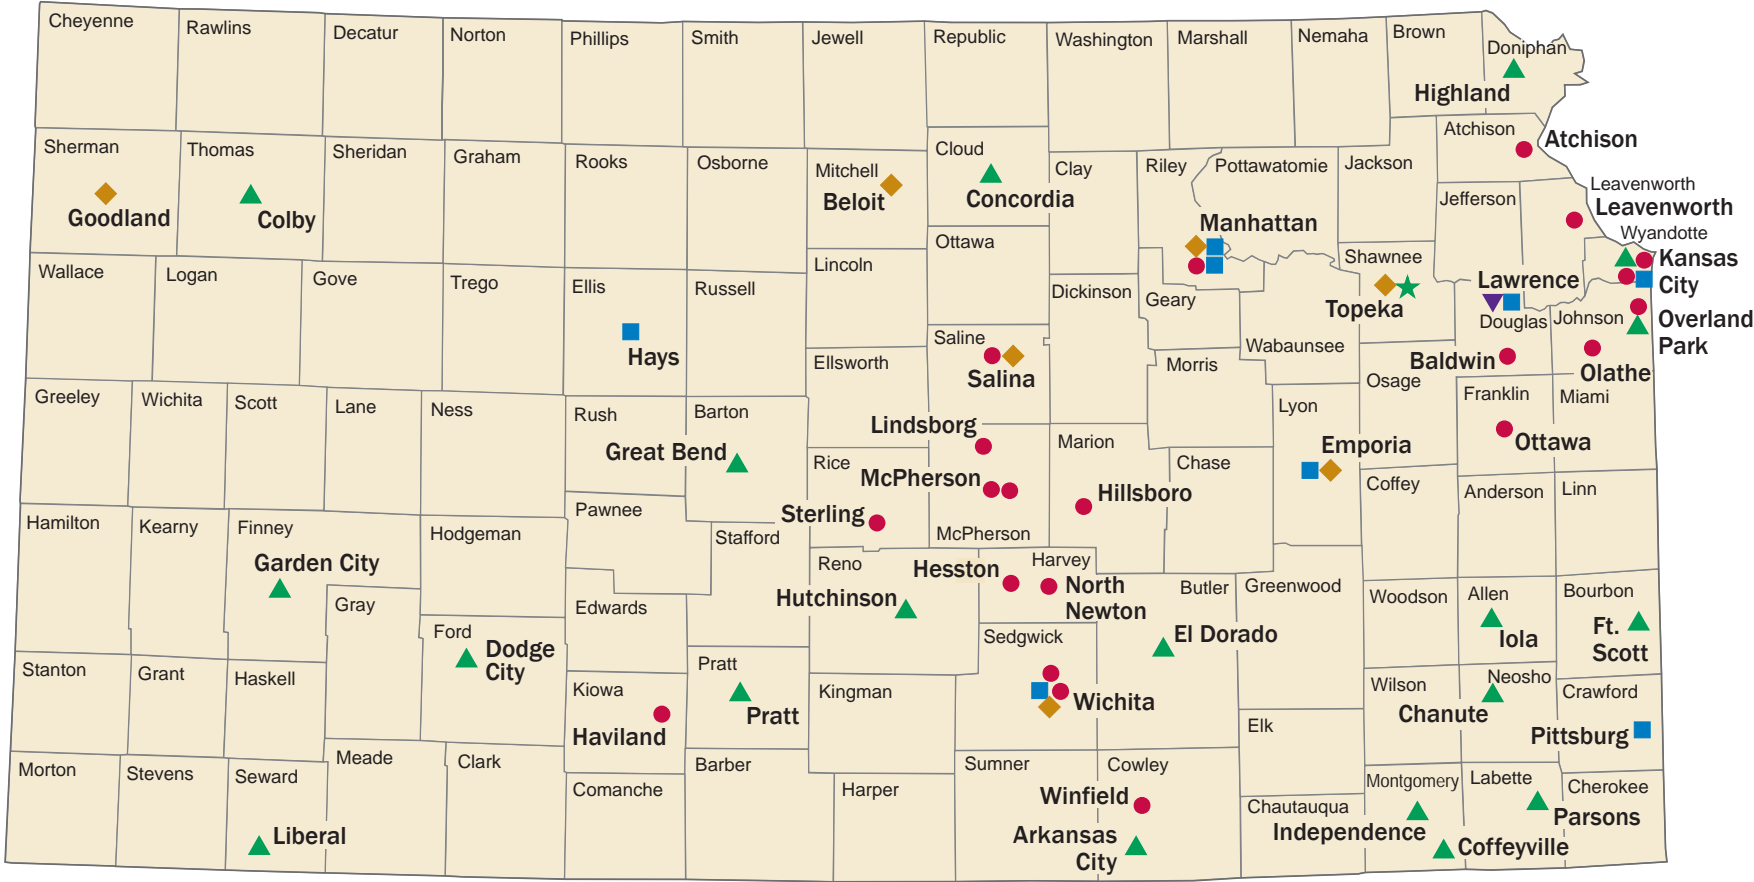 Cheyenne
Rawlins
Decatur
Norton
Phillips
Smith
Jewell
Republic
Washington
Marshall
Nemaha
Brown
Doniphan
Highland
Sherman
Goodland
Thomas
Colby
Sheridan
Graham
Rooks
Osborne
Mitchell
Beloit
Cloud
Concordia
Clay
Riley
Pottawatomie
Manhattan
Jackson
Atchison
Atchison
Jefferson
Leavenworth
Leavenworth
Wyandotte
Kansas
City
Wallace
Logan
Gove
Trego
Ellis
Hays
Russell
Lincoln
Ottawa
Dickinson
Geary
Shawnee
Topeka
Lawrence
Douglas
Johnson
Overland
Park
Saline
Salina
Ellsworth
Morris
Wabaunsee
Baldwin
Olathe
Osage
Franklin
Ottawa
Miami
Greeley
Wichita
Scott
Lane
Ness
Rush
Barton
Great Bend
Lindsborg
Rice
McPherson
McPherson
Sterling
Marion
Hillsboro
Chase
Lyon
Emporia
Coffey
Anderson
Linn
Hamilton
Kearny
Finney
Garden City
Hodgeman
Pawnee
Stafford
Reno
Hutchinson
Hesston
Harvey
North
Newton
Butler
El Dorado
Greenwood
Woodson
Allen
Iola
Bourbon
Ft.
Scott
Gray
Ford
Dodge
City
Edwards
Sedgwick
Wichita
Stanton
Grant
Haskell
Kiowa
Haviland
Pratt
Pratt
Kingman
Elk
Wilson
Neosho
Chanute
Crawford
Pittsburg
Morton
Stevens
Seward
Liberal
Meade
Clark
Comanche
Barber
Harper
Sumner
Cowley
Winfield
Arkansas
City
Chautauqua
Montgomery
Independence
Coffeyville
Labette
Parsons
Cherokee